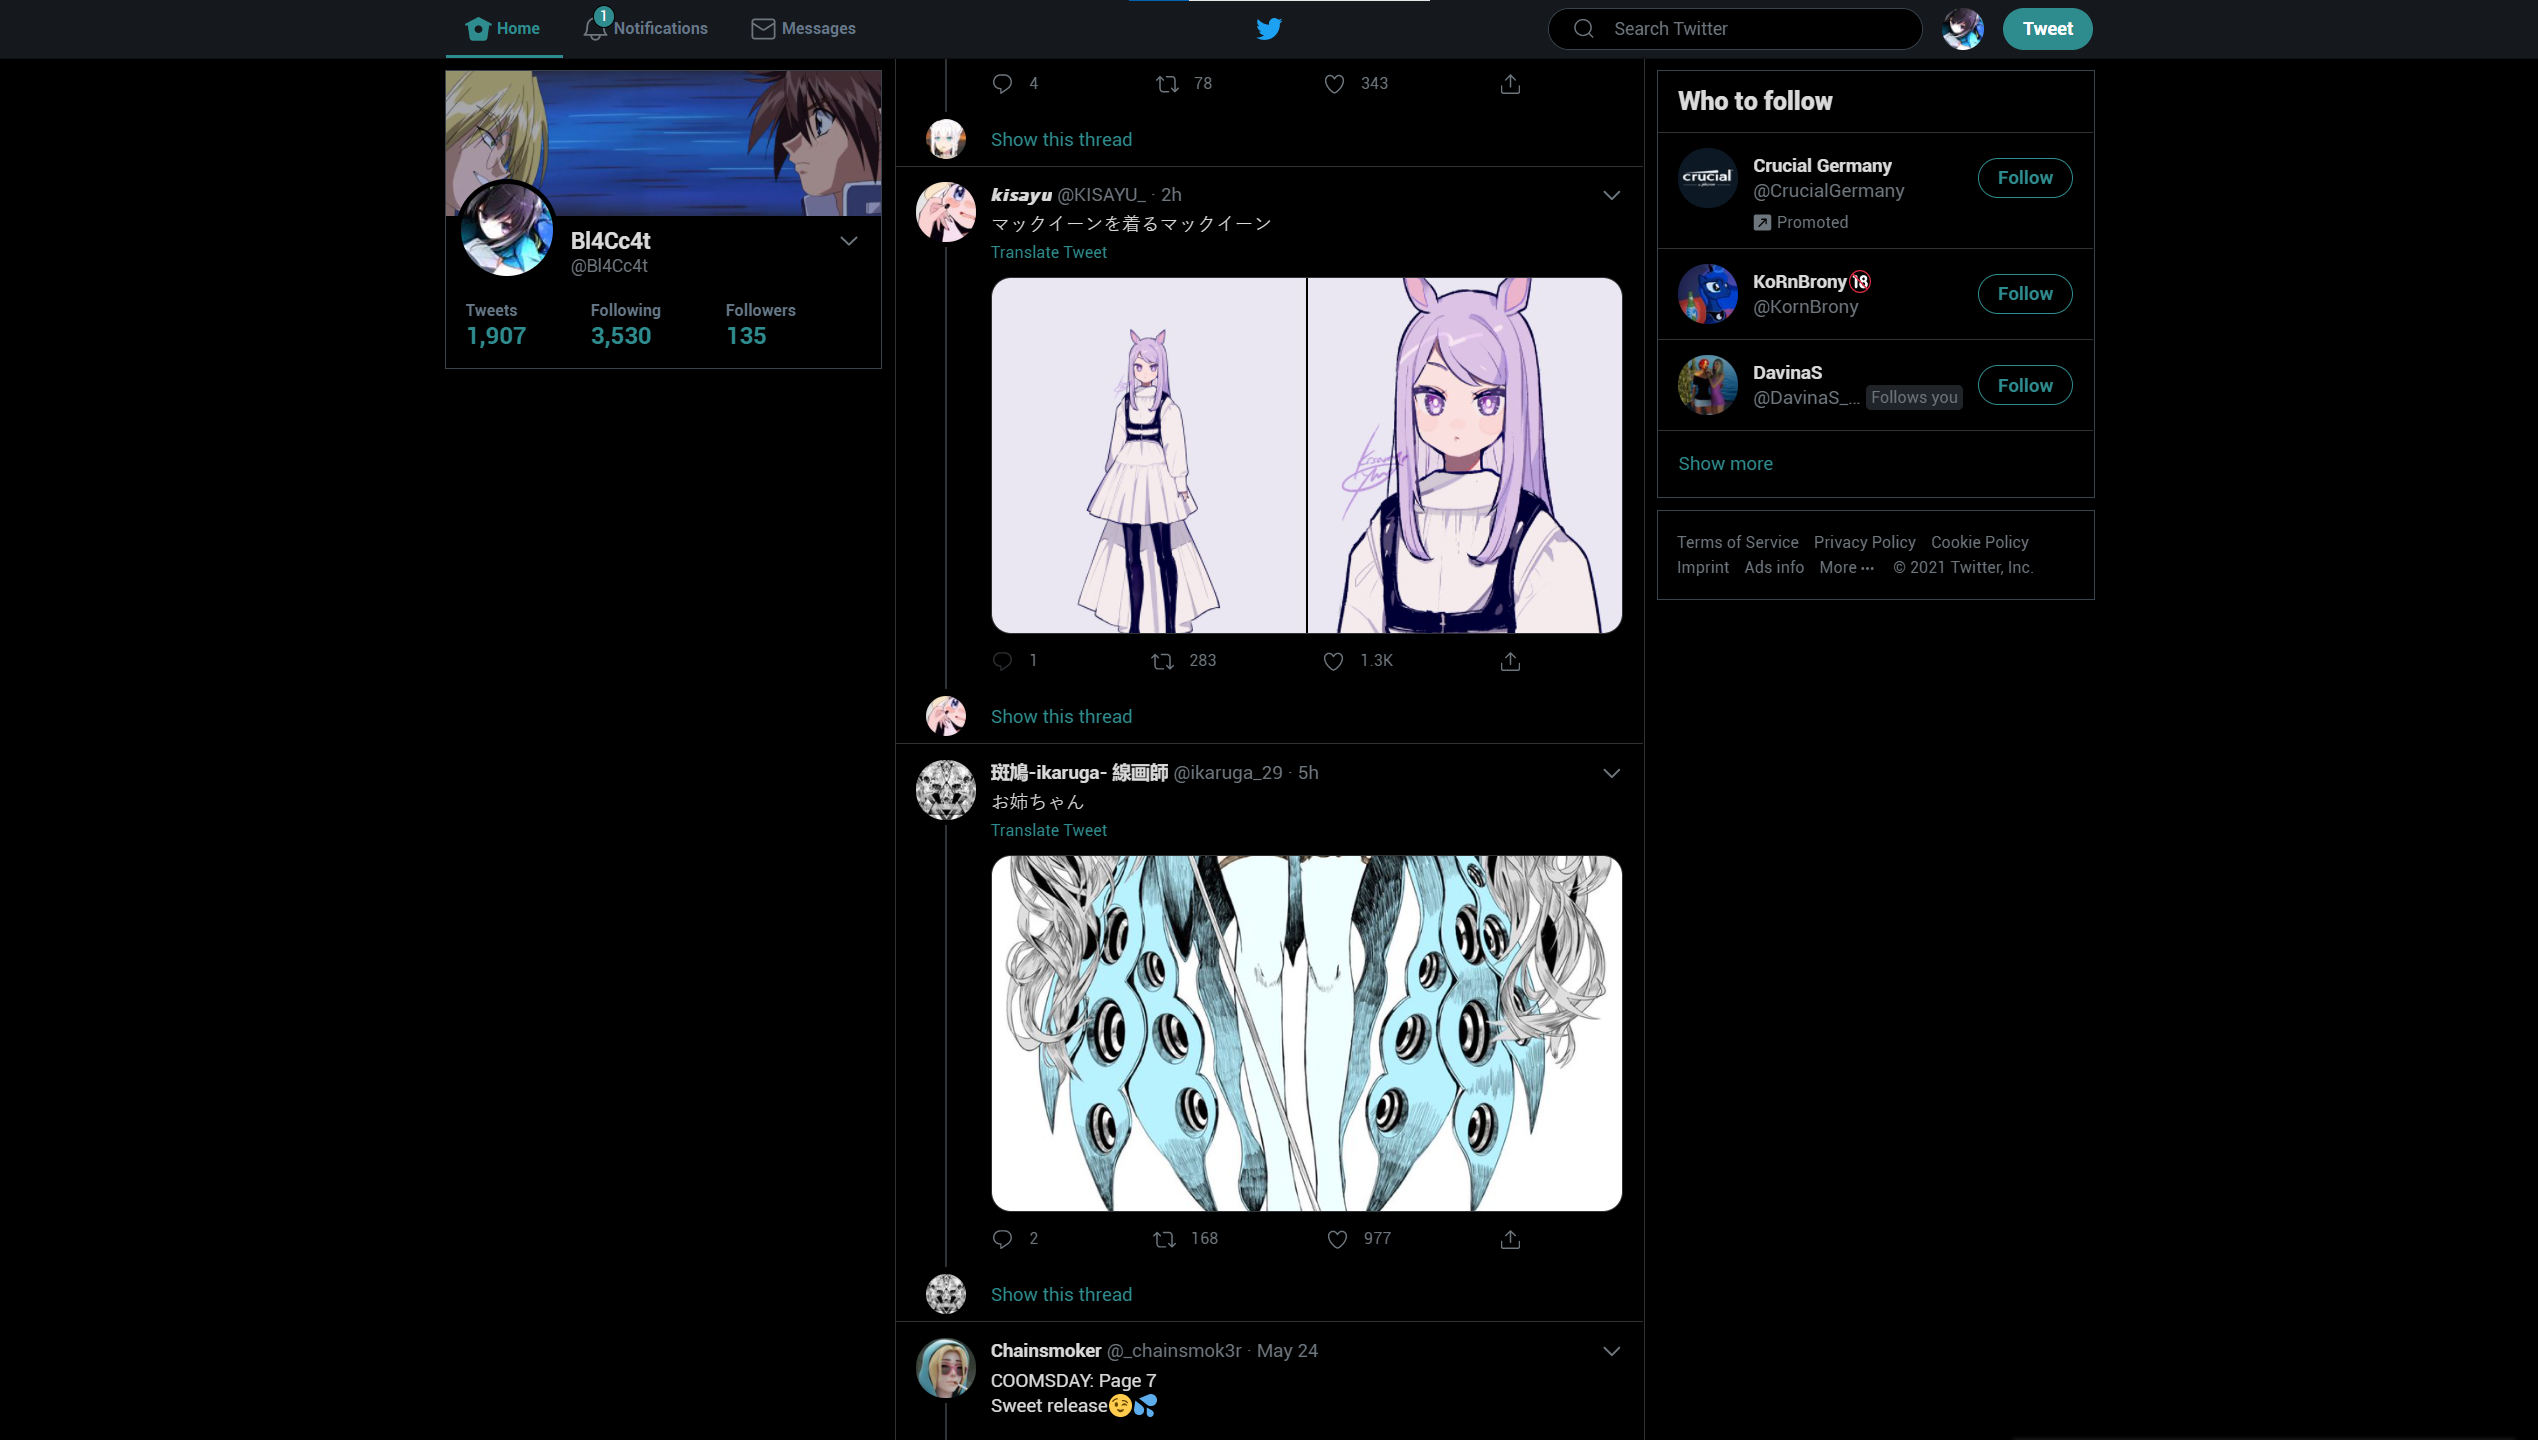 Home
1
Notifications
Messages
Search Twitter
Tweet
Bl4Cc4t
@Bl4Cc4t
Tweets
1,907
Following
3,530
Followers
135
4
78
343
Show this thread
kisayu @KISAYU_ · 2h
マックイーンを着るマックイーン
Translate Tweet
1
283
1.3K
Show this thread
斑鳩-ikaruga- 線画師 @ikaruga_29 · 5h
お姉ちゃん
Translate Tweet
2
168
977
Show this thread
Chainsmoker @_chainsmok3r · May 24
COOMSDAY: Page 7
Sweet release😉💦
Who to follow
crucial
Crucial Germany
@CrucialGermany
Promoted
Follow
KoRnBrony🔞
@KornBrony
Follow
DavinaS
@DavinaS_... Follows you
Follow
Show more
Terms of Service Privacy Policy Cookie Policy
Imprint Ads info More ··· © 2021 Twitter, Inc.